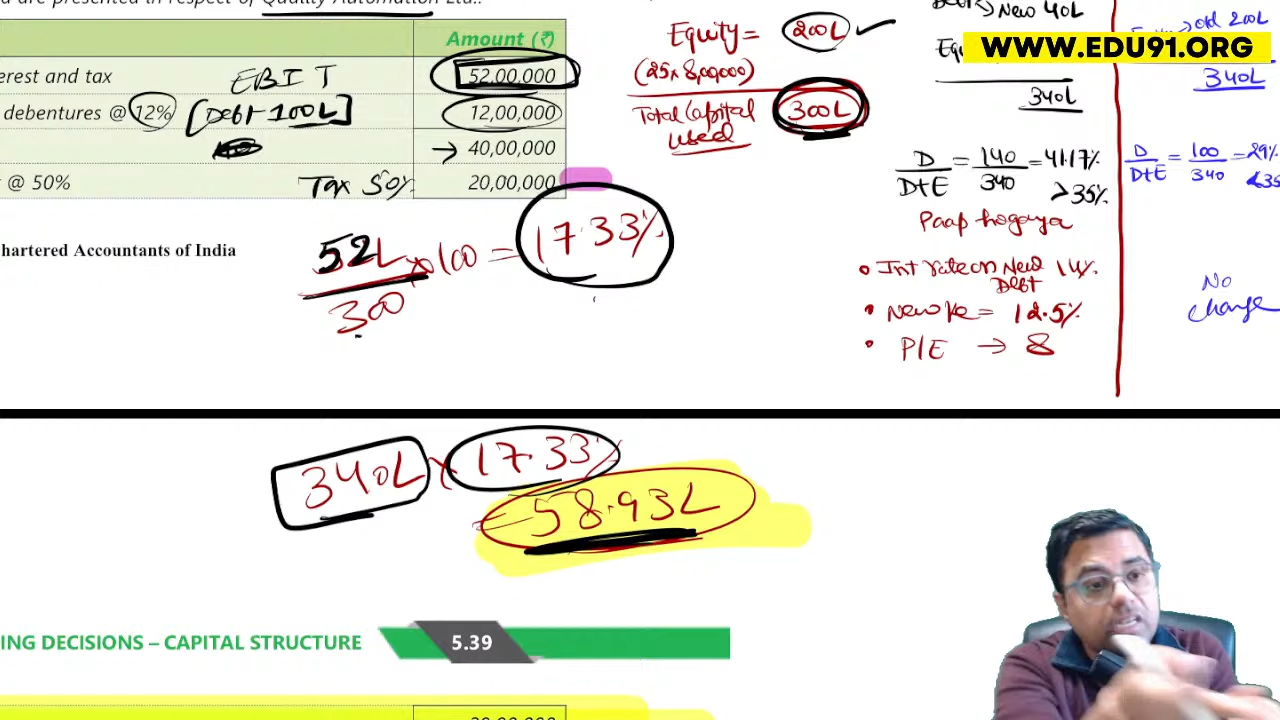 are presented in respect of Quality Automation Ltd.:
Amount (₹)
erest and tax EBIT 52,00,000
debentures @ 12% [Debt - 100L] 12,00,000
→ 40,00,000
@ 50% Tax 50% 20,00,000
hartered Accountants of India
52L/300 × 100 = 17.33%
Equity = 200L ✓
(25 × 8,00,000)
Total Capital used 300L
New 40L
WWW.EDU91.ORG
340L
D/D+E = 140/340 = 41.17%
>35%
Paap hogaya
• Int rate on New Debt 14%
• New Ke = 12.5%
• P/E → 8
old 200L
340L
D/D+E = 100/340 = 29%
<35
No change
340L × 17.33%
= 58.93L
ING DECISIONS – CAPITAL STRUCTURE 5.39